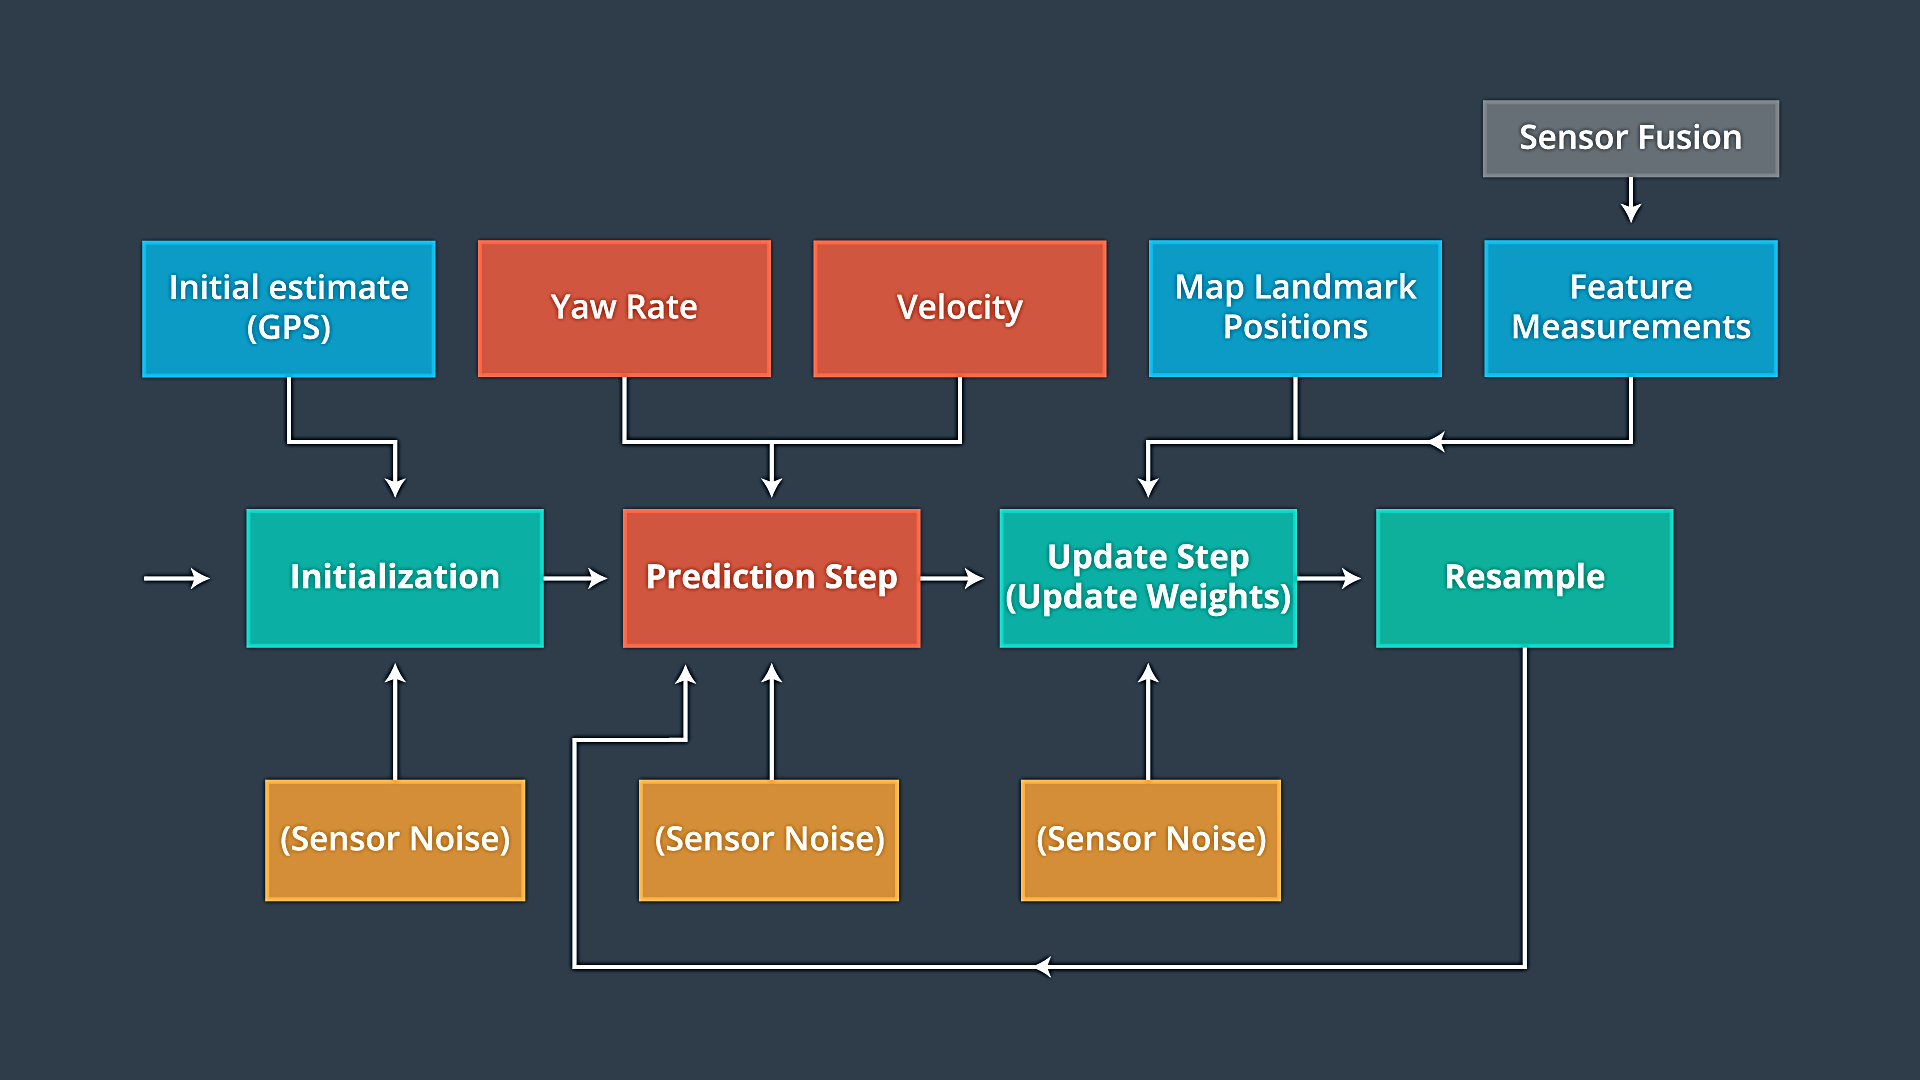 Sensor Fusion
Initial estimate
(GPS)
Yaw Rate
Velocity
Map Landmark
Positions
Feature
Measurements
Initialization
Prediction Step
Update Step
(Update Weights)
Resample
(Sensor Noise)
(Sensor Noise)
(Sensor Noise)